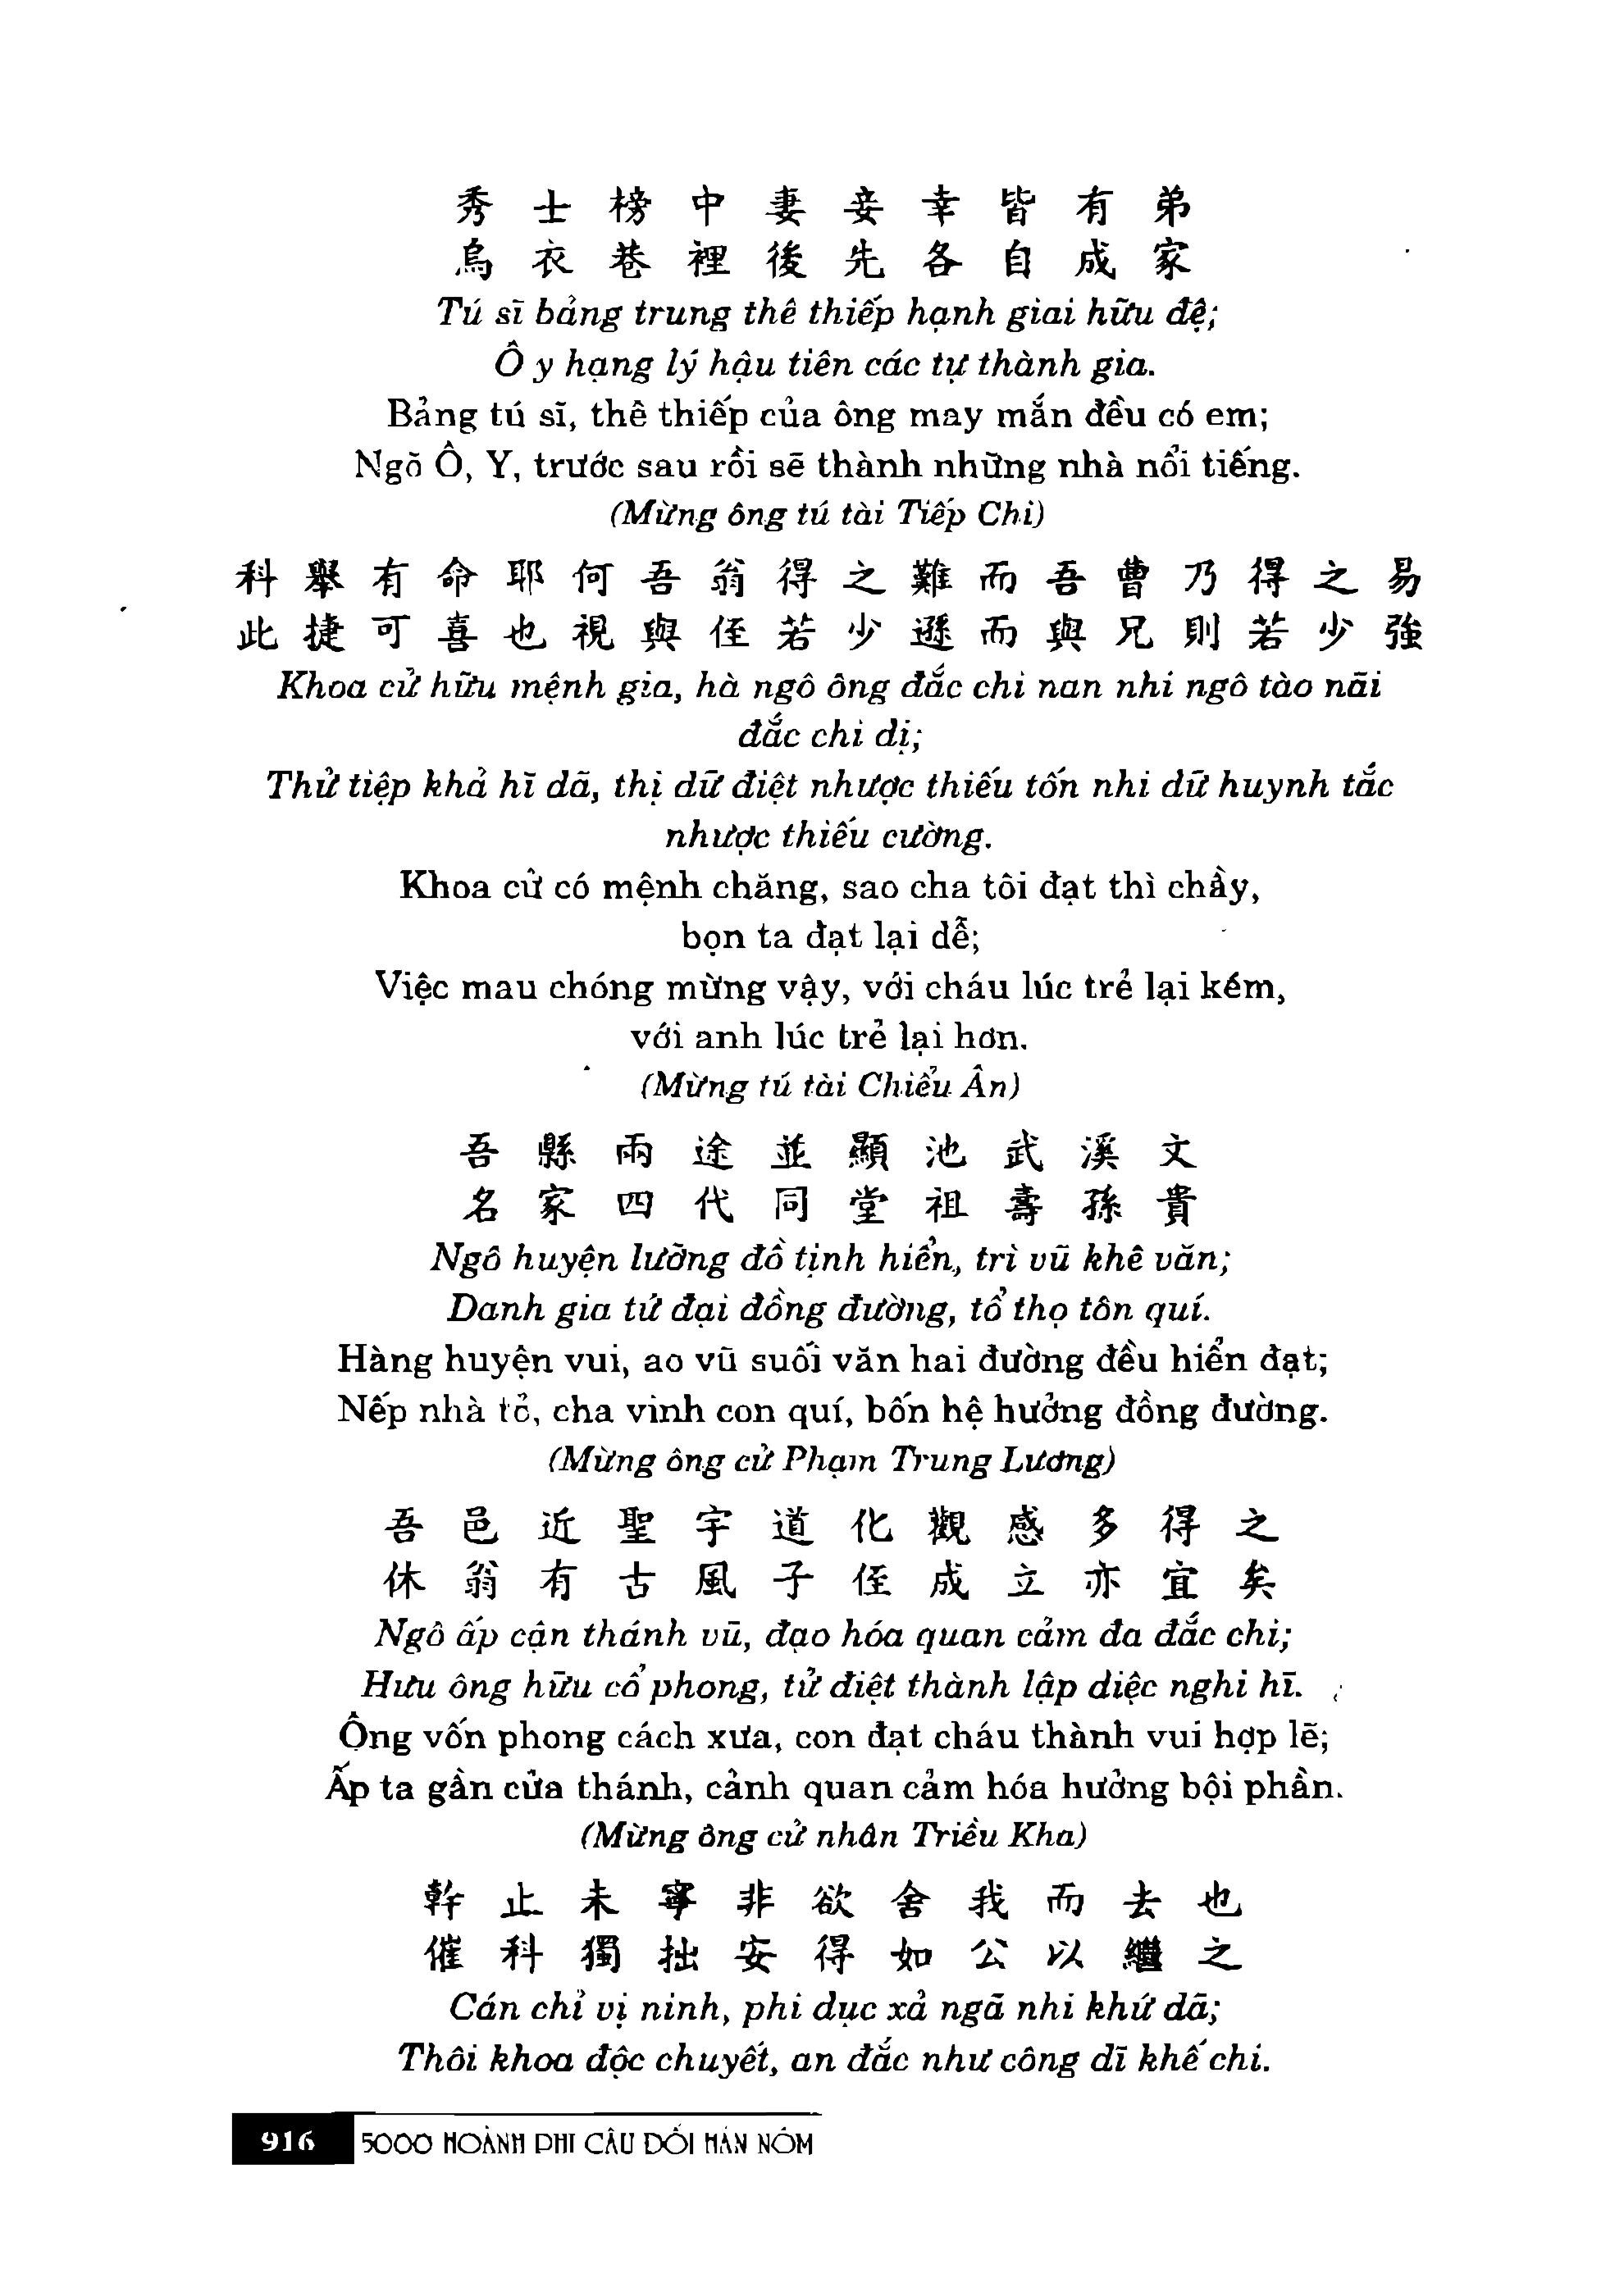 秀士榜中妻妾幸皆有弟
烏衣巷裡後先各自成家
Tú sĩ bảng trung thê thiếp hạnh giai hữu đệ;
Ô y hạng lý hậu tiên các tự thành gia.
Bảng tú sĩ, thê thiếp của ông may mắn đều có em;
Ngõ Ô, Y, trước sau rồi sẽ thành những nhà nổi tiếng.
(Mừng ông tú tài Tiếp Chi)
科舉有命耶何吾翁得之難而吾曹乃得之易
此捷可喜也視與侄若少遜而與兄則若少強
Khoa cử hữu mệnh gia, hà ngô ông đắc chi nan nhi ngô tào nãi
đắc chi dị;
Thử tiệp khả hĩ dã, thị dữ điệt nhược thiếu tốn nhi dữ huynh tắc
nhược thiếu cường.
Khoa cử có mệnh chăng, sao cha tôi đạt thì chầy,
bọn ta đạt lại dễ;
Việc mau chóng mừng vậy, với cháu lúc trẻ lại kém,
với anh lúc trẻ lại hơn.
(Mừng tú tài Chiểu Ân)
吾縣兩途並顯池武溪文
名家四代同堂祖壽孫貴
Ngô huyện lưỡng đồ tịnh hiển, trì vũ khê văn;
Danh gia tứ đại đồng đường, tổ thọ tôn quí.
Hàng huyện vui, ao vũ suối văn hai đường đều hiển đạt;
Nếp nhà tỏ, cha vinh con quí, bốn hệ hưởng đồng đường.
(Mừng ông cử Phạm Trung Lương)
吾邑近聖宇道化觀感多得之
休翁有古風子侄成立亦宜矣
Ngô ấp cận thánh vũ, đạo hóa quan cảm đa đắc chi;
Hưu ông hữu cổ phong, tử điệt thành lập diệc nghi hĩ.
Ông vốn phong cách xưa, con đạt cháu thành vui hợp lẽ;
Ấp ta gần cửa thánh, cảnh quan cảm hóa hưởng bội phần.
(Mừng ông cử nhân Triều Kha)
幹止未寧非欲舍我而去也
催科獨拙安得如公以繼之
Cán chỉ vị ninh, phi dục xả ngã nhi khứ dã;
Thôi khoa độc chuyết, an đắc như công dĩ khế chi.
916 5000 HOÀNH PHI CÂU ĐỐI HÁN NÔM